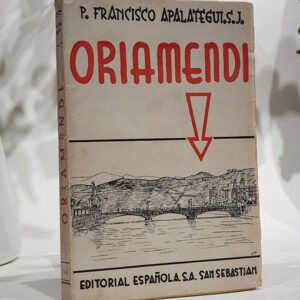 P. FRANCISCO APALATEGUI.S.J.
ORIAMENDI
EDITORIAL ESPAÑOLA.S.A. SAN SEBASTIAN
ORIAMENDI